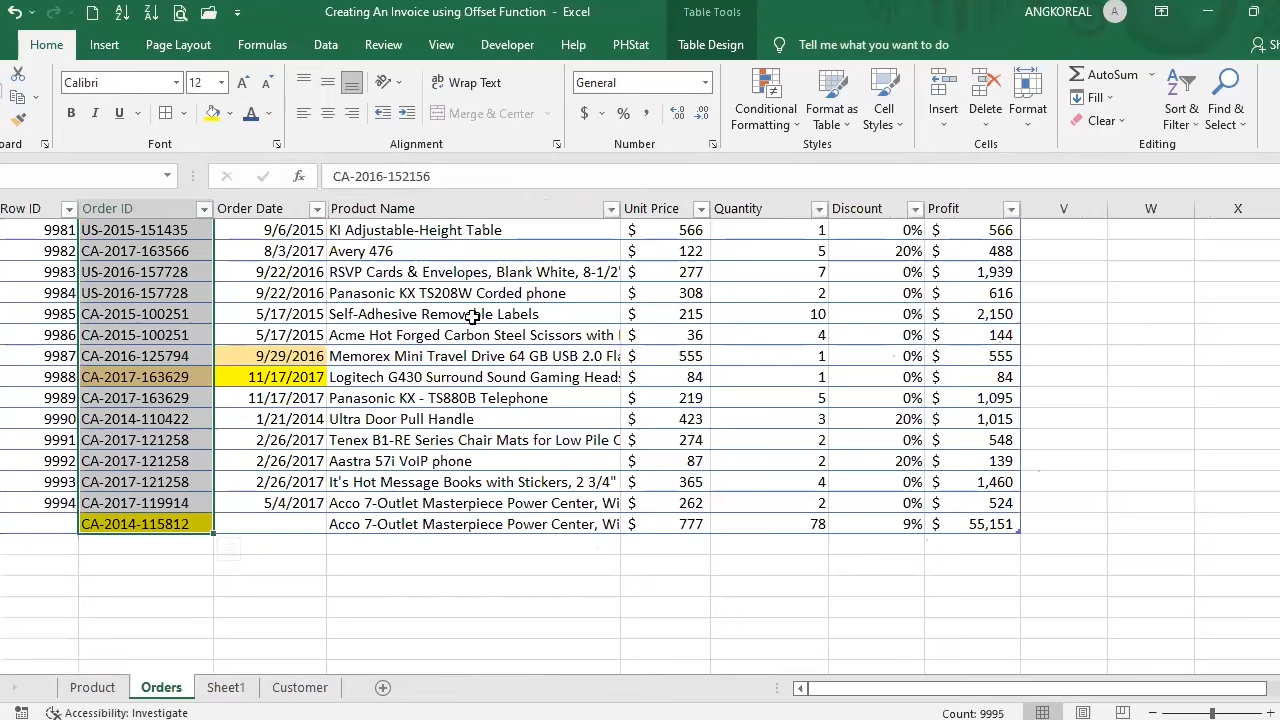 Creating An Invoice using Offset Function - Excel
Table Tools
ANGKOREAL
A
Home
Insert
Page Layout
Formulas
Data
Review
View
Developer
Help
PHStat
Table Design
Tell me what you want to do
Calibri
12
Wrap Text
General
Merge & Center
Conditional Formatting
Format as Table
Cell Styles
Insert
Delete
Format
AutoSum
Fill
Clear
Sort & Filter
Find & Select
Font
Alignment
Number
Styles
Cells
Editing
CA-2016-152156
Row ID Order ID Order Date Product Name Unit Price Quantity Discount Profit V W X
9981 US-2015-151435 9/6/2015 KI Adjustable-Height Table $ 566 1 0% $ 566
9982 CA-2017-163566 8/3/2017 Avery 476 $ 122 5 20% $ 488
9983 US-2016-157728 9/22/2016 RSVP Cards & Envelopes, Blank White, 8-1/2" $ 277 7 0% $ 1,939
9984 US-2016-157728 9/22/2016 Panasonic KX TS208W Corded phone $ 308 2 0% $ 616
9985 CA-2015-100251 5/17/2015 Self-Adhesive Removable Labels $ 215 10 0% $ 2,150
9986 CA-2015-100251 5/17/2015 Acme Hot Forged Carbon Steel Scissors with $ 36 4 0% $ 144
9987 CA-2016-125794 9/29/2016 Memorex Mini Travel Drive 64 GB USB 2.0 Fla $ 555 1 0% $ 555
9988 CA-2017-163629 11/17/2017 Logitech G430 Surround Sound Gaming Head $ 84 1 0% $ 84
9989 CA-2017-163629 11/17/2017 Panasonic KX - TS880B Telephone $ 219 5 0% $ 1,095
9990 CA-2014-110422 1/21/2014 Ultra Door Pull Handle $ 423 3 20% $ 1,015
9991 CA-2017-121258 2/26/2017 Tenex B1-RE Series Chair Mats for Low Pile C $ 274 2 0% $ 548
9992 CA-2017-121258 2/26/2017 Aastra 57i VoIP phone $ 87 2 20% $ 139
9993 CA-2017-121258 2/26/2017 It's Hot Message Books with Stickers, 2 3/4" $ 365 4 0% $ 1,460
9994 CA-2017-119914 5/4/2017 Acco 7-Outlet Masterpiece Power Center, Wi $ 262 2 0% $ 524
CA-2014-115812 Acco 7-Outlet Masterpiece Power Center, Wi $ 777 78 9% $ 55,151
Product
Orders
Sheet1
Customer
Accessibility: Investigate
Count: 9995